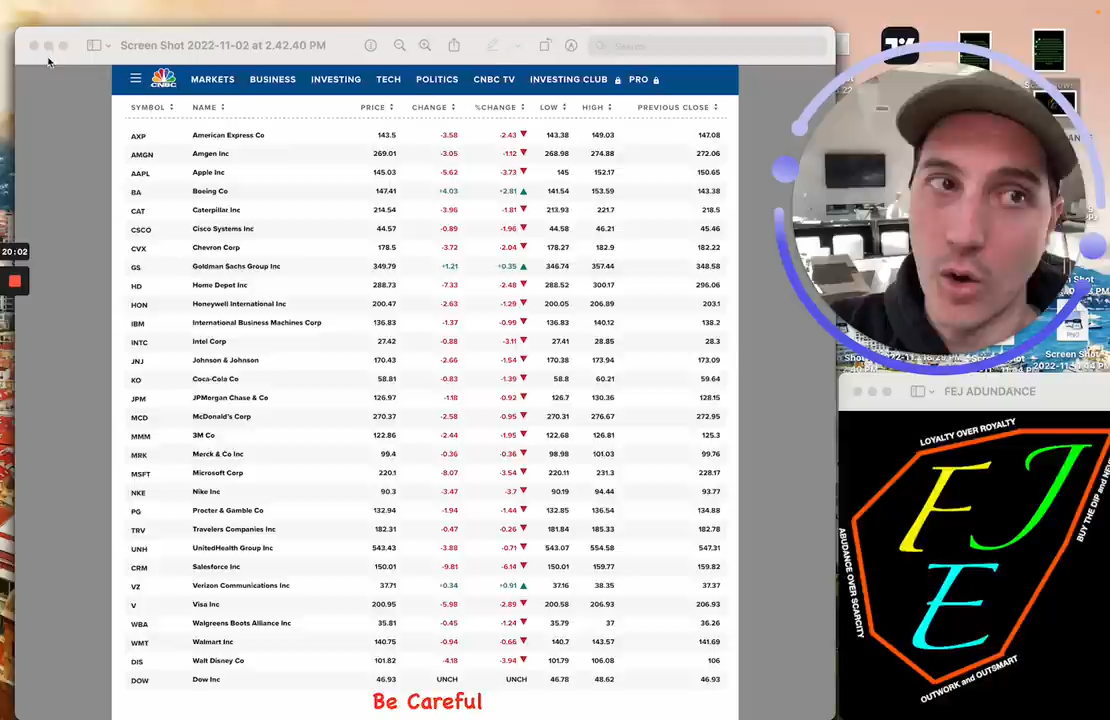 Screen Shot 2022-11-02 at 2.42.40 PM
Search
CNBC
MARKETS BUSINESS INVESTING TECH POLITICS CNBC TV INVESTING CLUB PRO
SYMBOL NAME PRICE CHANGE %CHANGE LOW HIGH PREVIOUS CLOSE
AXP American Express Co 143.5 -3.58 -2.43 143.38 149.03 147.08
AMGN Amgen Inc 269.01 -3.05 -1.12 268.98 274.88 272.06
AAPL Apple Inc 145.03 -5.62 -3.73 145 152.17 150.65
BA Boeing Co 147.41 +4.03 +2.81 141.54 153.59 143.38
CAT Caterpillar Inc 214.54 -3.96 -1.81 213.93 221.7 218.5
CSCO Cisco Systems Inc 44.57 -0.89 -1.96 44.58 46.21 45.46
CVX Chevron Corp 178.5 -3.72 -2.04 178.27 182.9 182.22
GS Goldman Sachs Group Inc 349.79 +1.21 +0.35 346.74 357.44 348.58
HD Home Depot Inc 288.73 -7.33 -2.48 288.52 300.17 296.06
HON Honeywell International Inc 200.47 -2.63 -1.29 200.05 206.89 203.1
IBM International Business Machines Corp 136.83 -1.37 -0.99 136.83 140.12 138.2
INTC Intel Corp 27.42 -0.88 -3.11 27.41 28.85 28.3
JNJ Johnson & Johnson 170.43 -2.66 -1.54 170.38 173.94 173.09
KO Coca-Cola Co 58.81 -0.83 -1.39 58.8 60.21 59.64
JPM JPMorgan Chase & Co 126.97 -1.18 -0.92 126.7 130.36 128.15
MCD McDonald's Corp 270.37 -2.58 -0.95 270.31 276.67 272.95
MMM 3M Co 122.86 -2.44 -1.95 122.68 126.81 125.3
MRK Merck & Co Inc 99.4 -0.36 -0.36 98.98 101.03 99.76
MSFT Microsoft Corp 220.1 -8.07 -3.54 220.11 231.3 228.17
NKE Nike Inc 90.3 -3.47 -3.7 90.19 94.44 93.77
PG Procter & Gamble Co 132.94 -1.94 -1.44 132.85 136.54 134.88
TRV Travelers Companies Inc 182.31 -0.47 -0.26 181.84 185.33 182.78
UNH UnitedHealth Group Inc 543.43 -3.88 -0.71 543.07 554.58 547.31
CRM Salesforce Inc 150.01 -9.81 -6.14 150.01 159.77 159.82
VZ Verizon Communications Inc 37.71 +0.34 +0.91 37.16 38.35 37.37
V Visa Inc 200.95 -5.98 -2.89 200.58 206.93 206.93
WBA Walgreens Boots Alliance Inc 35.81 -0.45 -1.24 35.79 37 36.26
WMT Walmart Inc 140.75 -0.94 -0.66 140.7 143.57 141.69
DIS Walt Disney Co 101.82 -4.18 -3.94 101.79 106.08 106
DOW Dow Inc 46.93 UNCH UNCH 46.78 48.62 46.93
Be Careful
20:02
FEJ ADUNDANCE
LOYALTY OVER ROYALTY
BUY THE DIP and
ABUDANCE OVER SCARCITY
F J
E
OUTWORK and OUTSMART